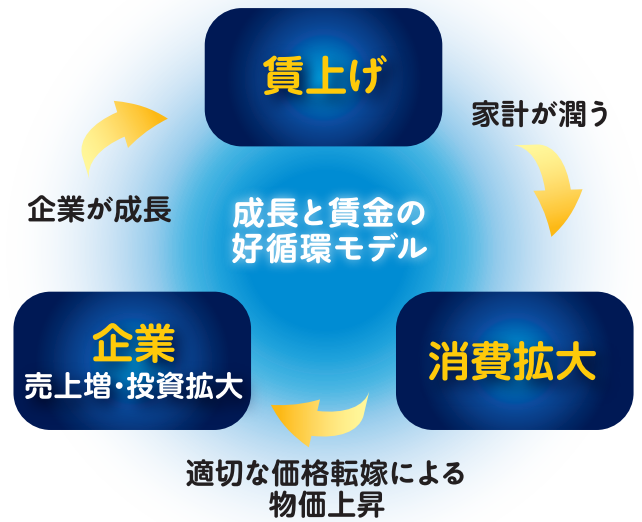 賃上げ
家計が潤う
企業が成長
成長と賃金の
好循環モデル
企業
売上増・投資拡大
消費拡大
適切な価格転嫁による
物価上昇